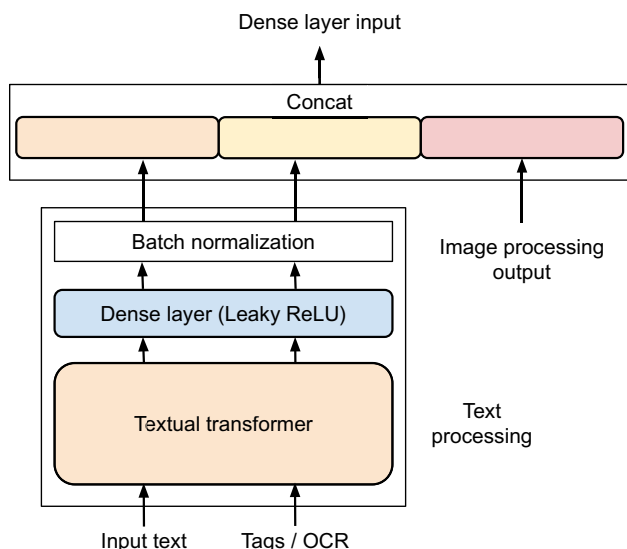 Dense layer input
Concat
Batch normalization
Image processing
output
Dense layer (Leaky ReLU)
Textual transformer
Text
processing
Input text
Tags / OCR